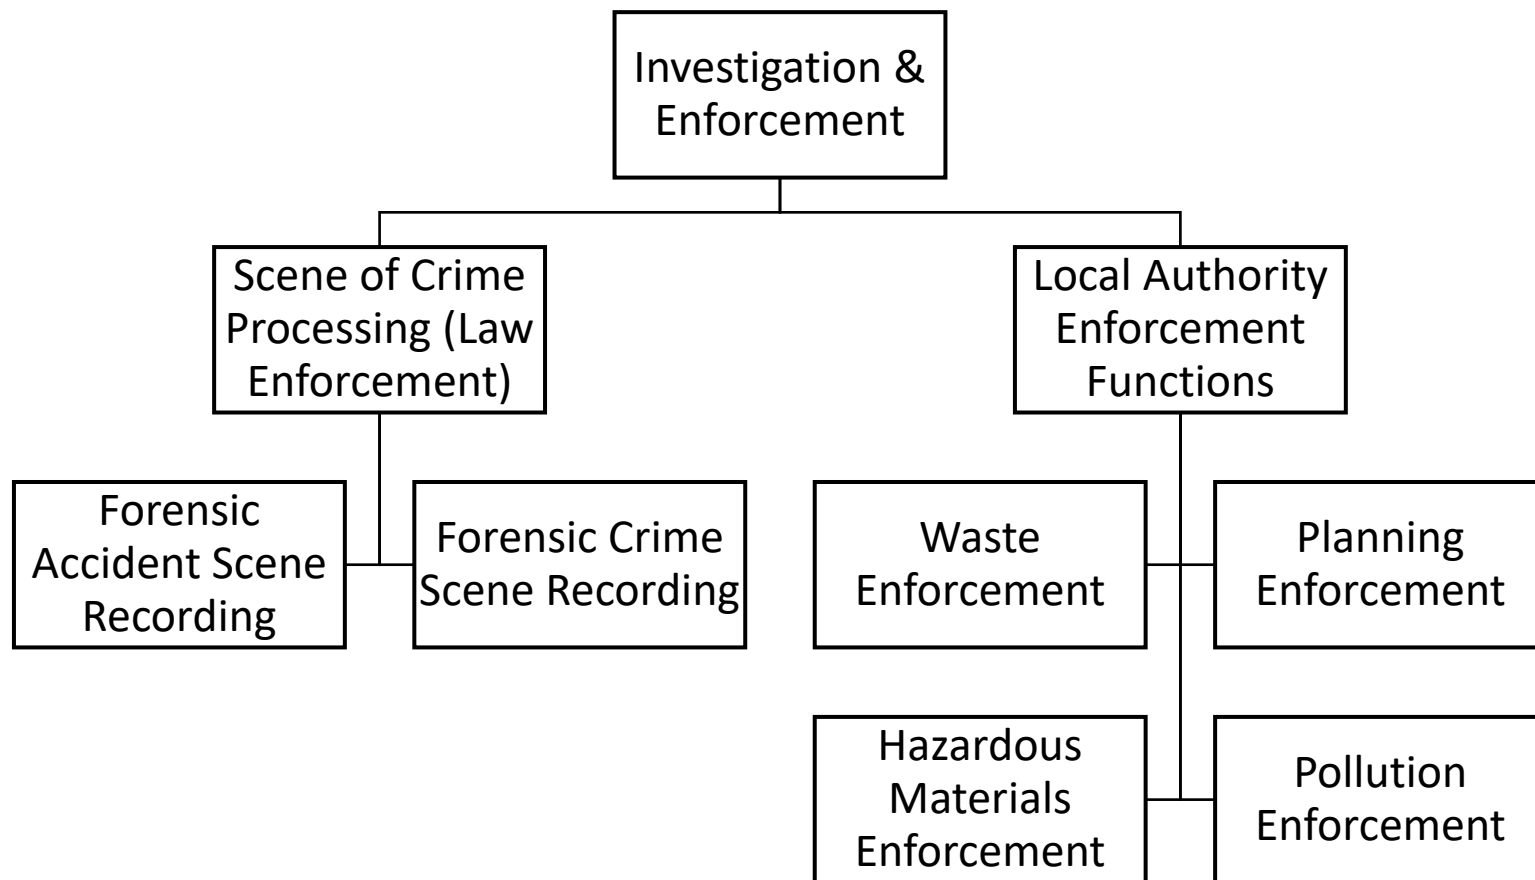 Investigation &
Enforcement
Scene of Crime
Processing (Law
Enforcement)
Local Authority
Enforcement
Functions
Forensic
Accident Scene
Recording
Forensic Crime
Scene Recording
Waste
Enforcement
Planning
Enforcement
Hazardous
Materials
Enforcement
Pollution
Enforcement